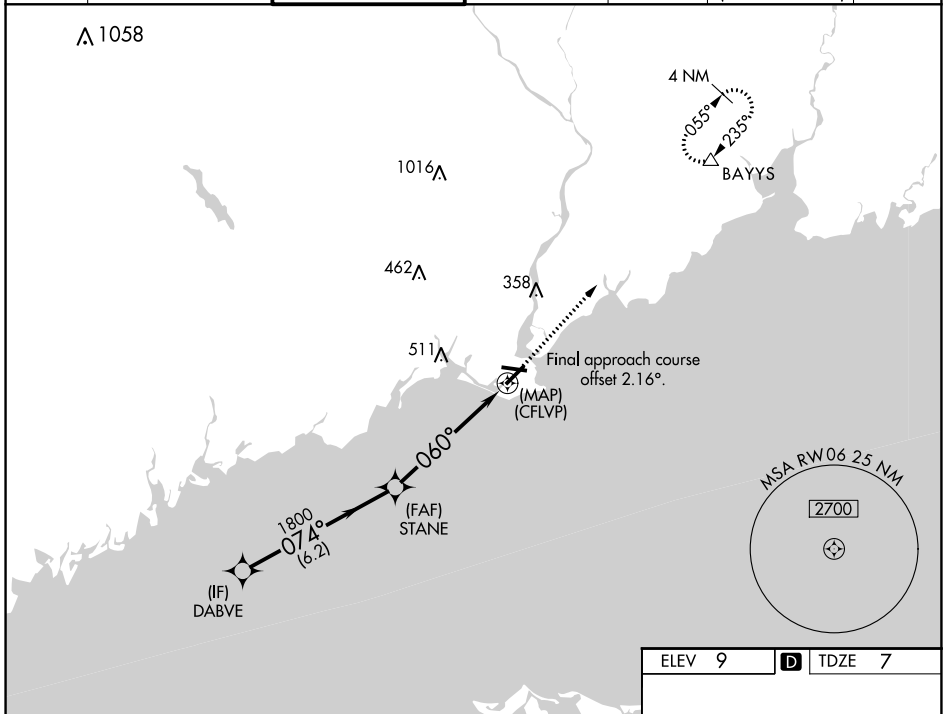 1058
4 NM
055°
235°
BAYYS
1016
462
358
511
Final approach course
offset 2.16°.
(MAP)
(CFLVP)
060°
(FAF)
STANE
1800
074°
(6.2)
(IF)
DABVE
MSA RW06 25 NM
2700
ELEV 9 D TDZE 7